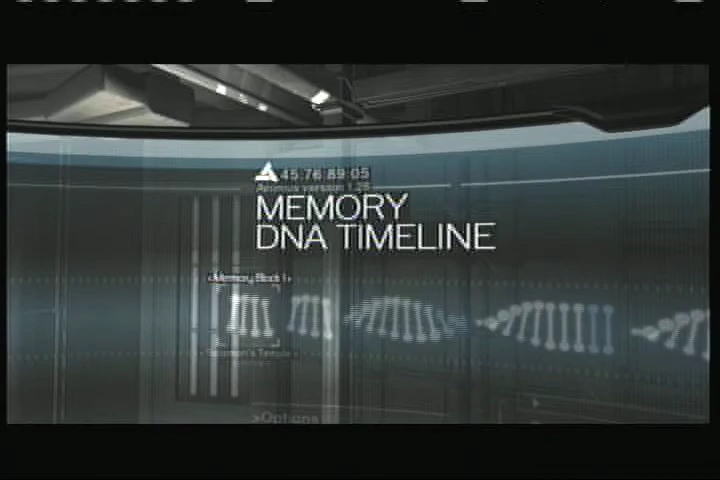 45:76:89:05
Animus version 1.28
MEMORY
DNA TIMELINE
<Memory Block 1>
Solomon's Temple
>Options